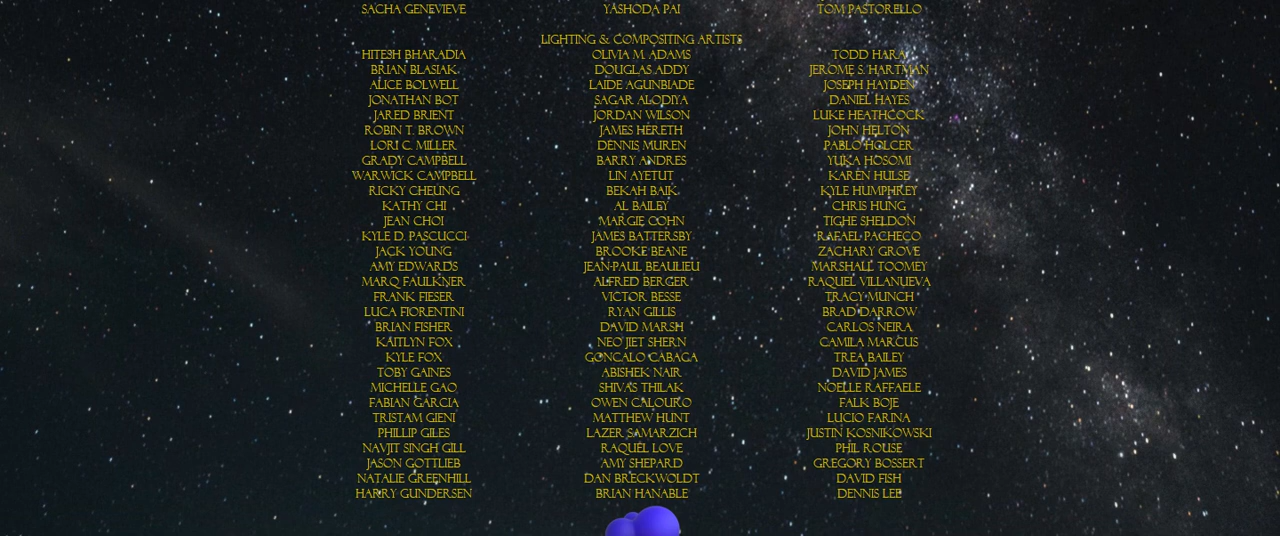 SACHA GENEVIEVE YASHODA PAI TOM PASTORELLO
LIGHTING & COMPOSITING ARTISTS
HITESH BHARADIA OLIVIA M. ADAMS TODD HARA
BRIAN BLASIAK DOUGLAS ADDY JEROME S. HARTMAN
ALICE BOLWELL LAIDE AGUNBIADE JOSEPH HAYDEN
JONATHAN BOT SAGAR ALODIYA DANIEL HAYES
JARED BRIENT JORDAN WILSON LUKE HEATHCOCK
ROBIN T. BROWN JAMES HERETH JOHN HELTON
LORI C. MILLER DENNIS MUREN PABLO HOLCER
GRADY CAMPBELL BARRY ANDRES YUKA HOSOMI
WARWICK CAMPBELL LIN AYETUT KAREN HULSE
RICKY CHEUNG BEKAH BAIK KYLE HUMPHREY
KATHY CHI AL BAILEY CHRIS HUNG
JEAN CHOI MARGIE COHN TIGHE SHELDON
KYLE D. PASCUCCI JAMES BATTERSBY RAFAEL PACHECO
JACK YOUNG BROOKE BEANE ZACHARY GROVE
AMY EDWARDS JEAN-PAUL BEAULIEU MARSHALL TOOMEY
MARQ FAULKNER ALFRED BERGER RAQUEL VILLANUEVA
FRANK FIESER VICTOR BESSE TRACY MUNCH
LUCA FIORENTINI RYAN GILLIS BRAD DARROW
BRIAN FISHER DAVID MARSH CARLOS NEIRA
KAITLYN FOX NEO JIET SHERN CAMILA MARCUS
KYLE FOX GONCALO CABACA TREA BAILEY
TOBY GAINES ABISHEK NAIR DAVID JAMES
MICHELLE GAO SHIVAS THILAK NOELLE RAFFAELE
FABIAN GARCIA OWEN CALOURO FALK BOJE
TRISTAM GIENI MATTHEW HUNT LUCIO FARINA
PHILLIP GILES LAZER SAMARZICH JUSTIN KOSNIKOWSKI
NAVJIT SINGH GILL RAQUEL LOVE PHIL ROUSE
JASON GOTTLIEB AMY SHEPARD GREGORY BOSSERT
NATALIE GREENHILL DAN BRECKWOLDT DAVID FISH
HARRY GUNDERSEN BRIAN HANABLE DENNIS LEE